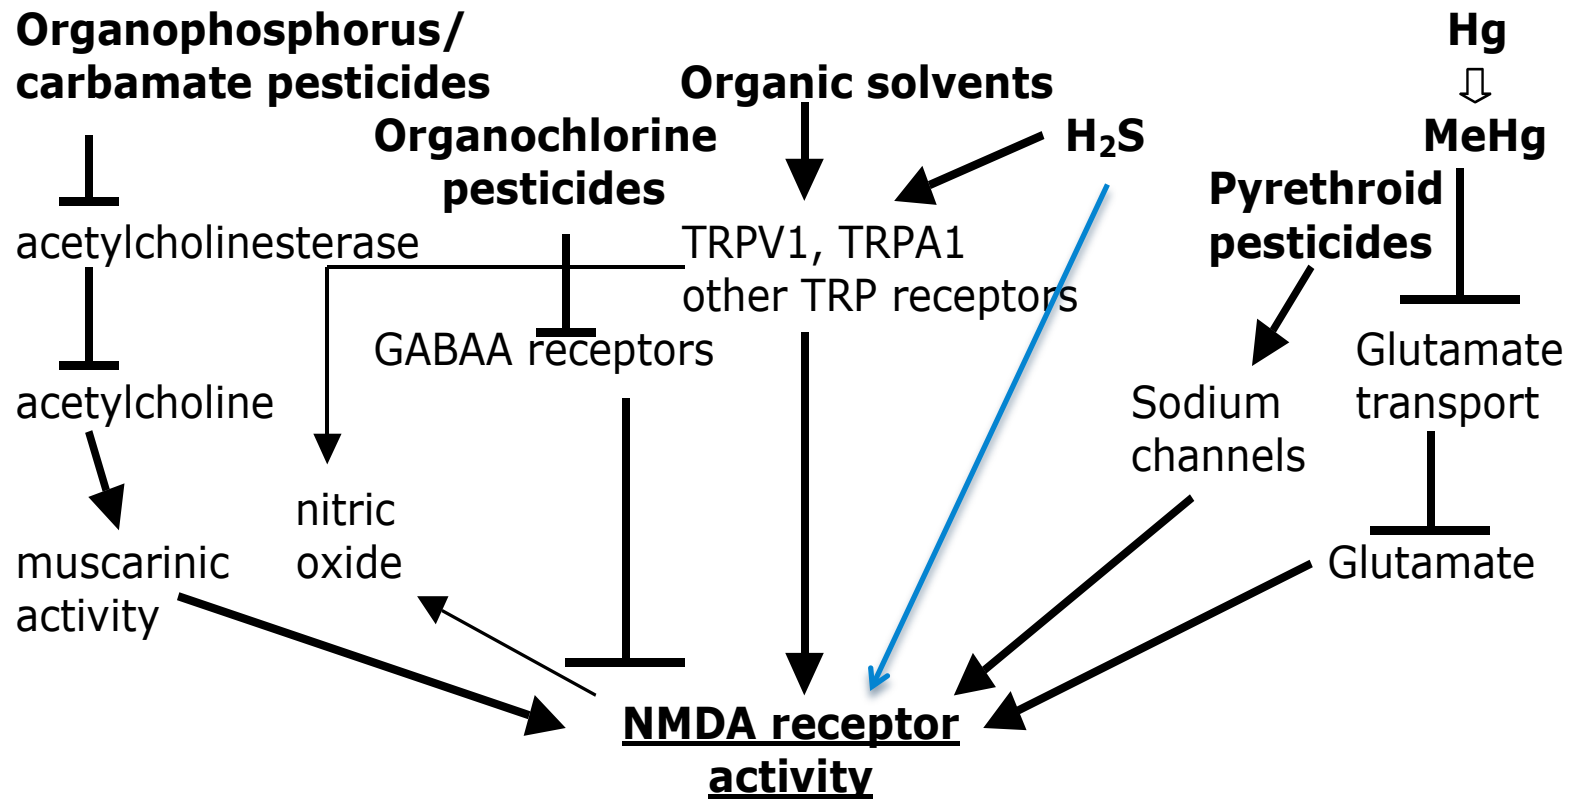 Organophosphorus/
carbamate pesticides
Organochlorine
pesticides
Organic solvents
H₂S
Hg
MeHg
Pyrethroid
pesticides
acetylcholinesterase
TRPV1, TRPA1
other TRP receptors
GABAA receptors
acetylcholine
Sodium
channels
Glutamate
transport
nitric
oxide
muscarinic
activity
Glutamate
NMDA receptor
activity